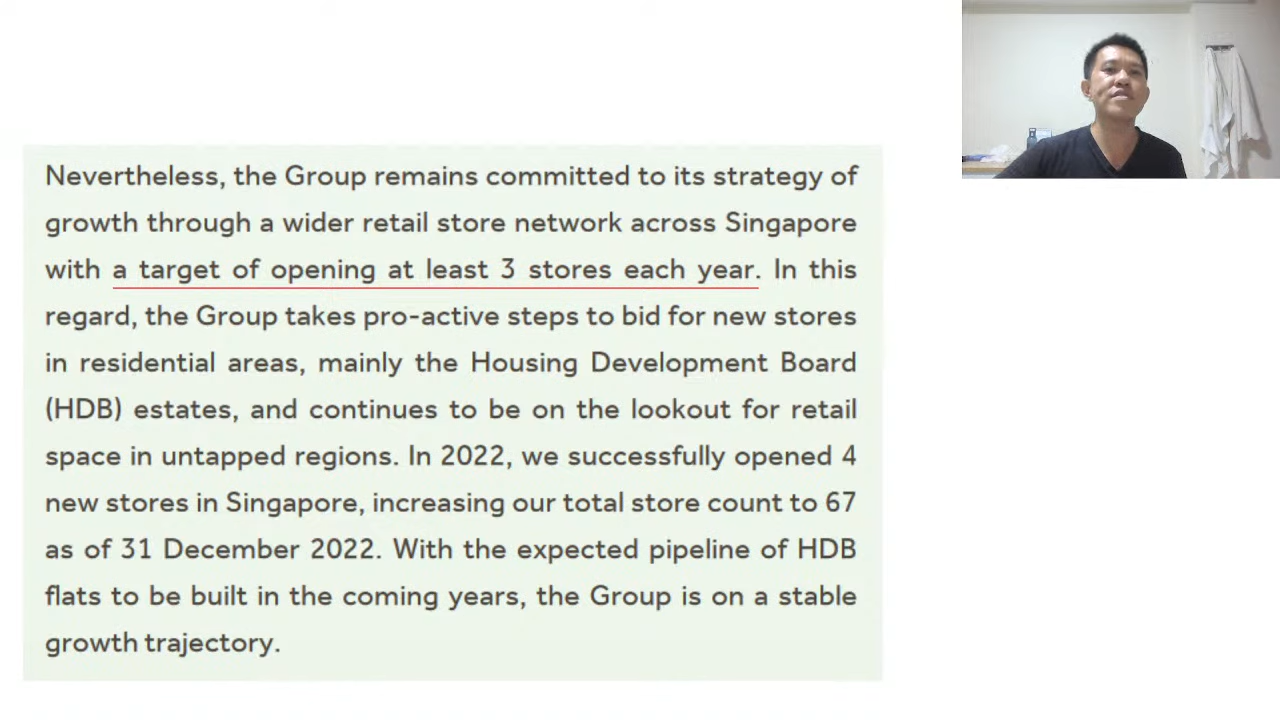 Nevertheless, the Group remains committed to its strategy of
growth through a wider retail store network across Singapore
with a target of opening at least 3 stores each year. In this
regard, the Group takes pro-active steps to bid for new stores
in residential areas, mainly the Housing Development Board
(HDB) estates, and continues to be on the lookout for retail
space in untapped regions. In 2022, we successfully opened 4
new stores in Singapore, increasing our total store count to 67
as of 31 December 2022. With the expected pipeline of HDB
flats to be built in the coming years, the Group is on a stable
growth trajectory.